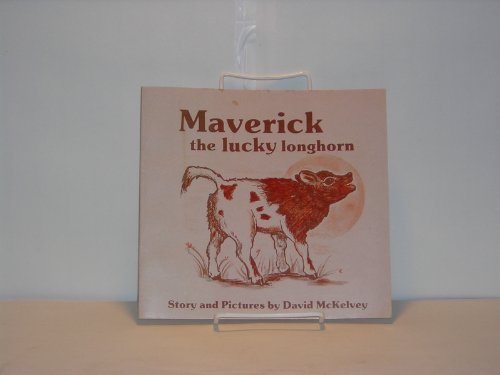 Maverick
the lucky longhorn
Story and Pictures by David McKelvey